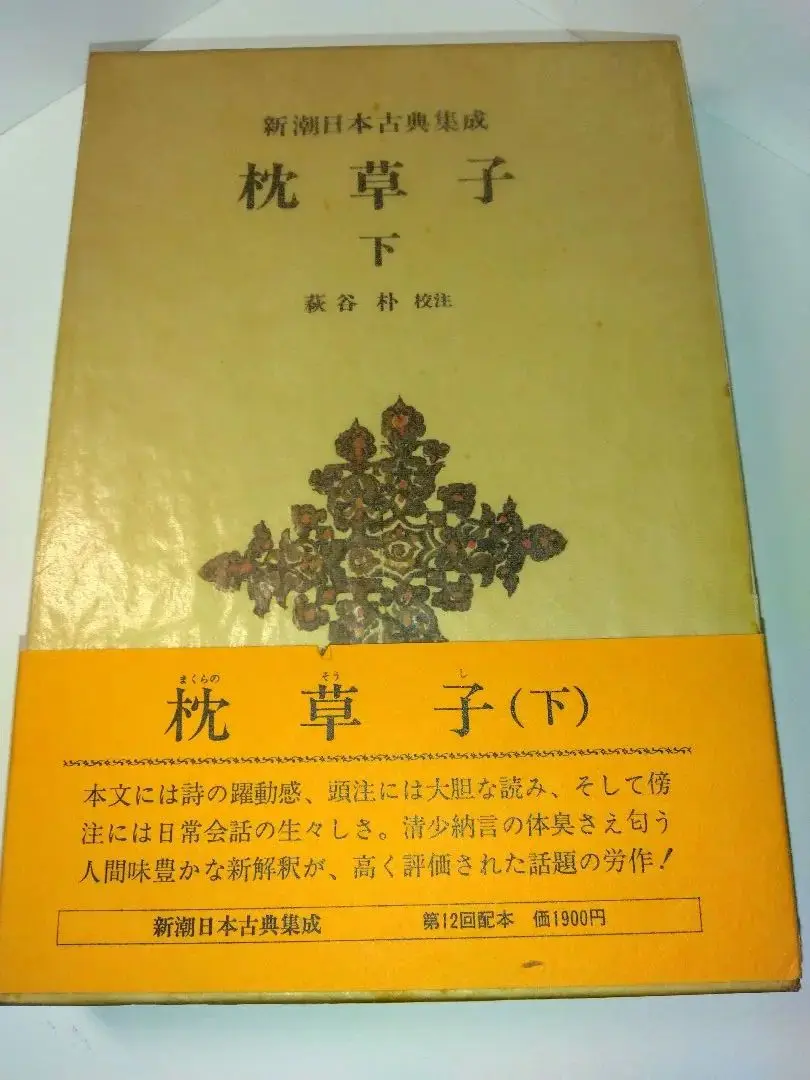 新潮日本古典集成
枕草子
下
萩谷 朴 校注
まくらの そう し
枕草子(下)
本文には詩の躍動感、頭注には大胆な読み、そして傍
注には日常会話の生々しさ。清少納言の体臭さえ匂う
人間味豊かな新解釈が、高く評価された話題の労作!
新潮日本古典集成 第12回配本 価1900円